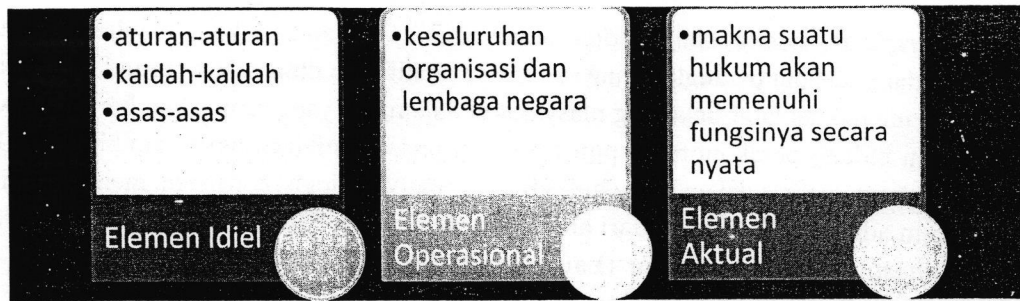 •aturan-aturan
•kaidah-kaidah
•asas-asas
Elemen Idiel
•keseluruhan
organisasi dan
lembaga negara
Elemen
Operasional
•makna suatu
hukum akan
memenuhi
fungsinya secara
nyata
Elemen
Aktual